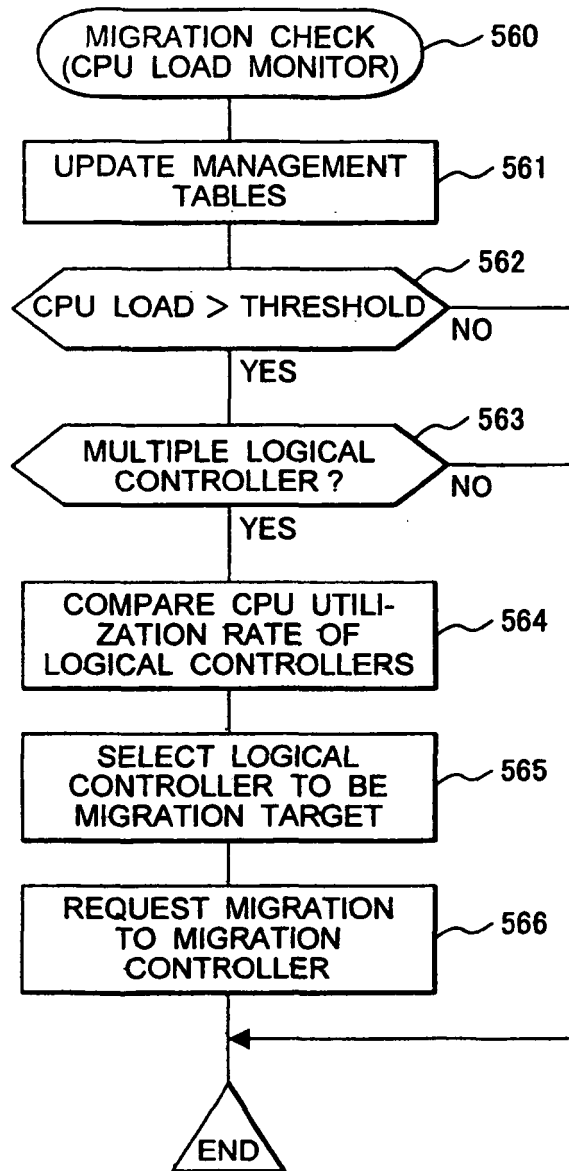 MIGRATION CHECK
(CPU LOAD MONITOR)
560
UPDATE MANAGEMENT
TABLES
561
562
CPU LOAD > THRESHOLD
NO
YES
563
MULTIPLE LOGICAL
CONTROLLER ?
NO
YES
COMPARE CPU UTILI-
ZATION RATE OF
LOGICAL CONTROLLERS
564
SELECT LOGICAL
CONTROLLER TO BE
MIGRATION TARGET
565
REQUEST MIGRATION
TO MIGRATION
CONTROLLER
566
END